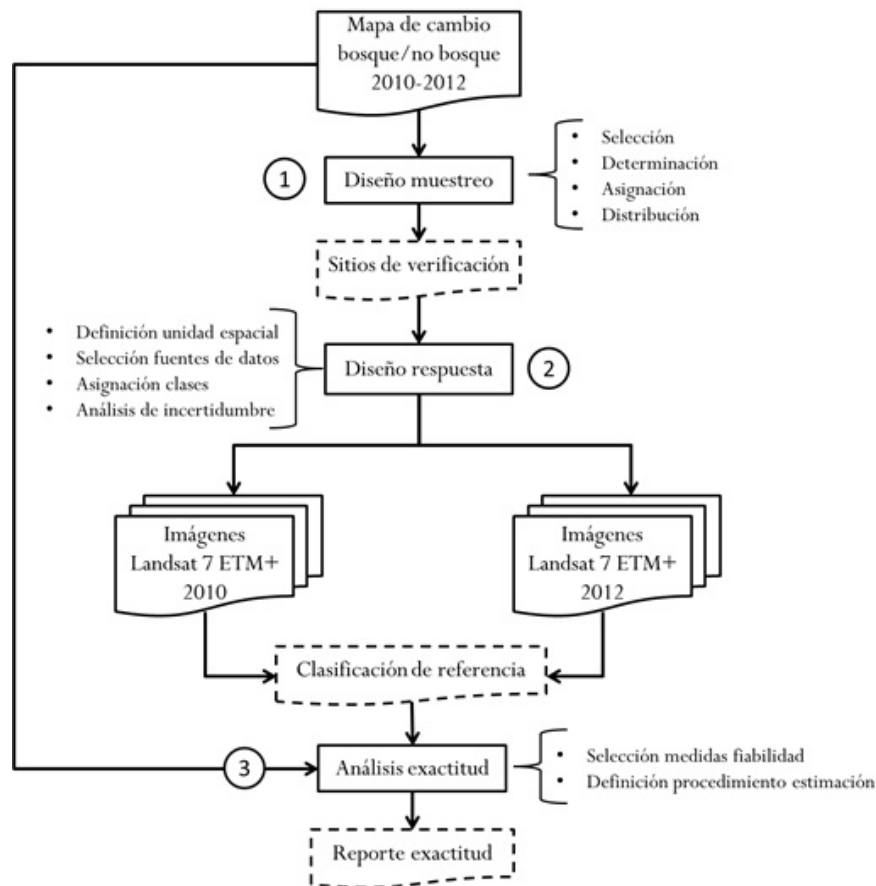 Mapa de cambio
bosque/no bosque
2010-2012
1
Diseño muestreo
• Selección
• Determinación
• Asignación
• Distribución
Sitios de verificación
• Definición unidad espacial
• Selección fuentes de datos
• Asignación clases
• Análisis de incertidumbre
Diseño respuesta
2
Imágenes
Landsat 7 ETM+
2010
Imágenes
Landsat 7 ETM+
2012
Clasificación de referencia
3
Análisis exactitud
• Selección medidas fiabilidad
• Definición procedimiento estimación
Reporte exactitud